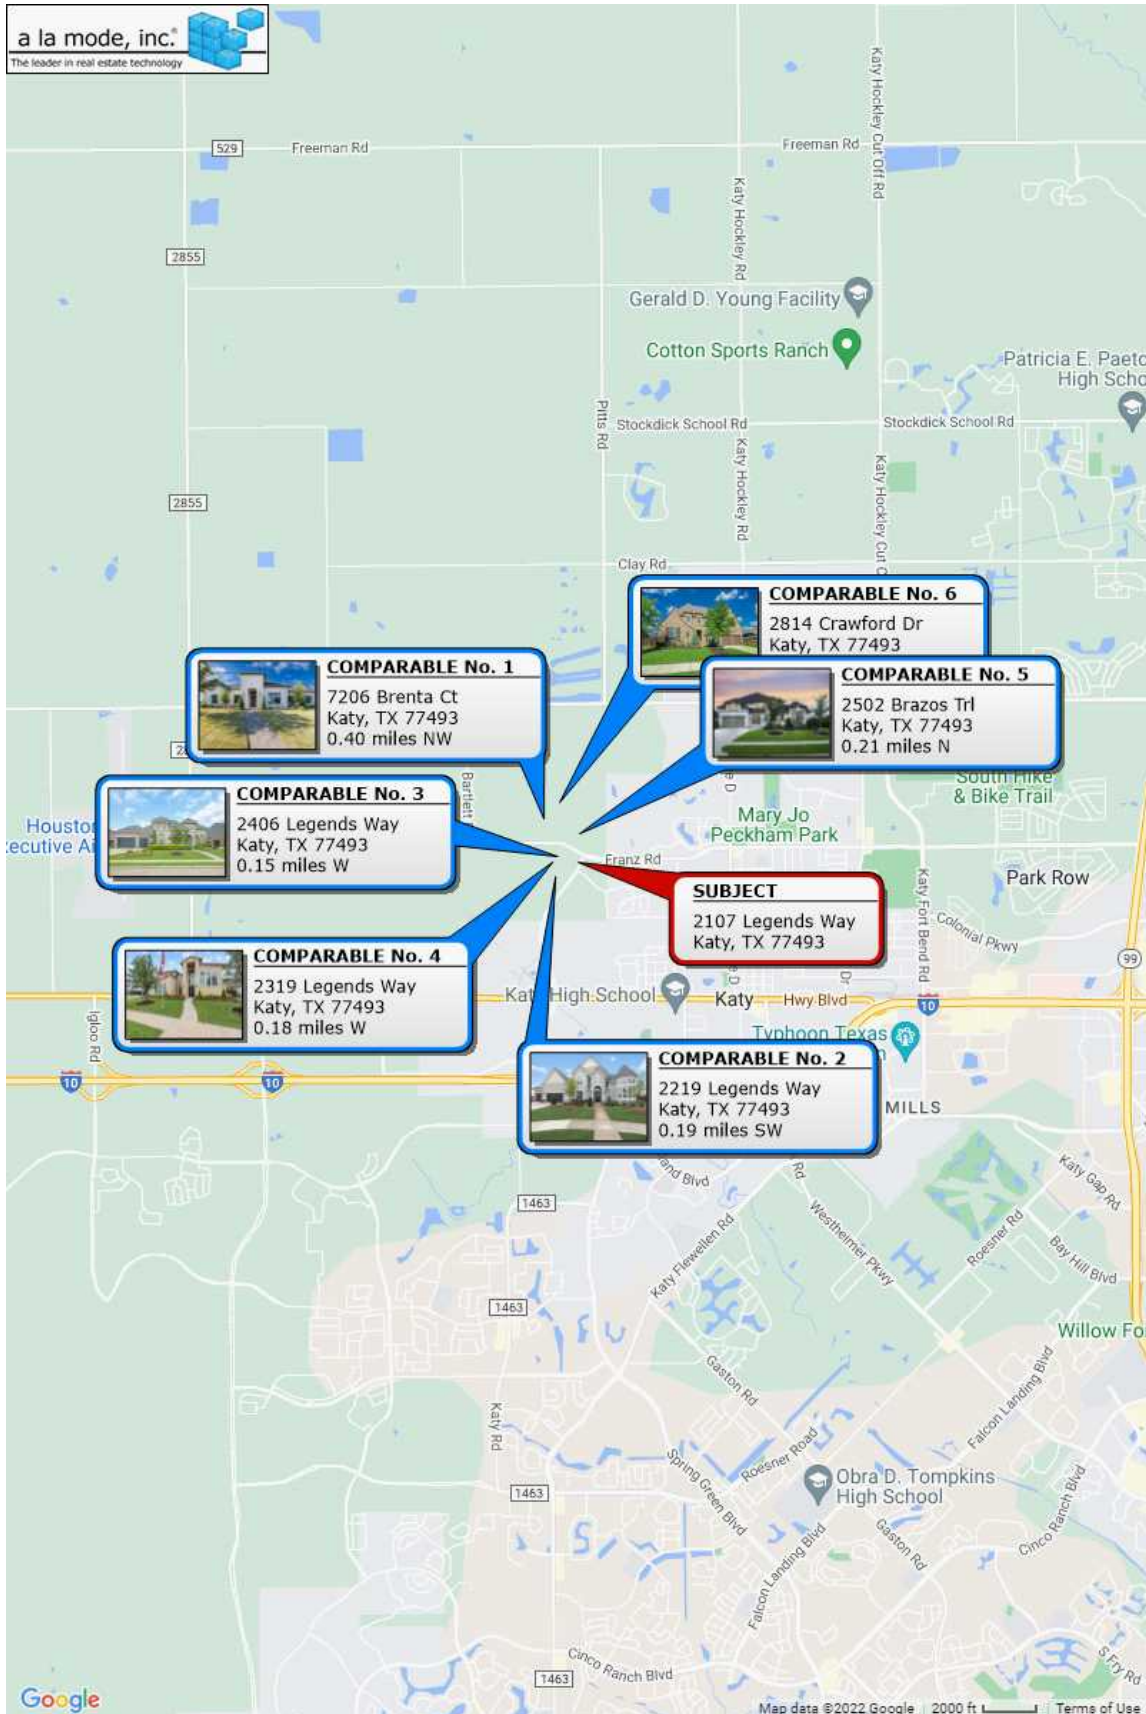 a la mode, inc.®
The leader in real estate technology
529
Freeman Rd
Freeman Rd
Katy Hockley Cut Off Rd
Katy Hockley Rd
2855
Gerald D. Young Facility
Cotton Sports Ranch
Patricia E. Paeto
High Scho
Pitts Rd
Stockdick School Rd
Stockdick School Rd
Katy Hockley Rd
Katy Hockley Cut O
2855
Clay Rd
COMPARABLE No. 6
2814 Crawford Dr
Katy, TX 77493
COMPARABLE No. 1
7206 Brenta Ct
Katy, TX 77493
0.40 miles NW
COMPARABLE No. 5
2502 Brazos Trl
Katy, TX 77493
0.21 miles N
Bartlett
South Hike
& Bike Trail
COMPARABLE No. 3
2406 Legends Way
Katy, TX 77493
0.15 miles W
Mary Jo
Peckham Park
Houston
xecutive Ai
Franz Rd
Park Row
SUBJECT
2107 Legends Way
Katy, TX 77493
Katy Fort Bend Rd
Colonial Pkwy
99
COMPARABLE No. 4
2319 Legends Way
Katy, TX 77493
0.18 miles W
Katy High School
Katy
Hwy Blvd
10
Igloo Rd
Typhoon Texas
10
10
COMPARABLE No. 2
2219 Legends Way
Katy, TX 77493
0.19 miles SW
MILLS
and Blvd
Rd
Katy Gap Rd
1463
Westheimer Pkwy
Roesner Rd
Katy Flewellen Rd
Bay Hill Blvd
1463
Willow Fo
Gaston Rd
Falcon Landing Blvd
Katy Rd
Roesner Road
Spring Green Blvd
Obra D. Tompkins
High School
1463
Gaston Rd
Cinco Ranch Blvd
Falcon Landing Blvd
Cinco Ranch Blvd
1463
S Fry Rd
Google
Map data ©2022 Google
2000 ft
Terms of Use